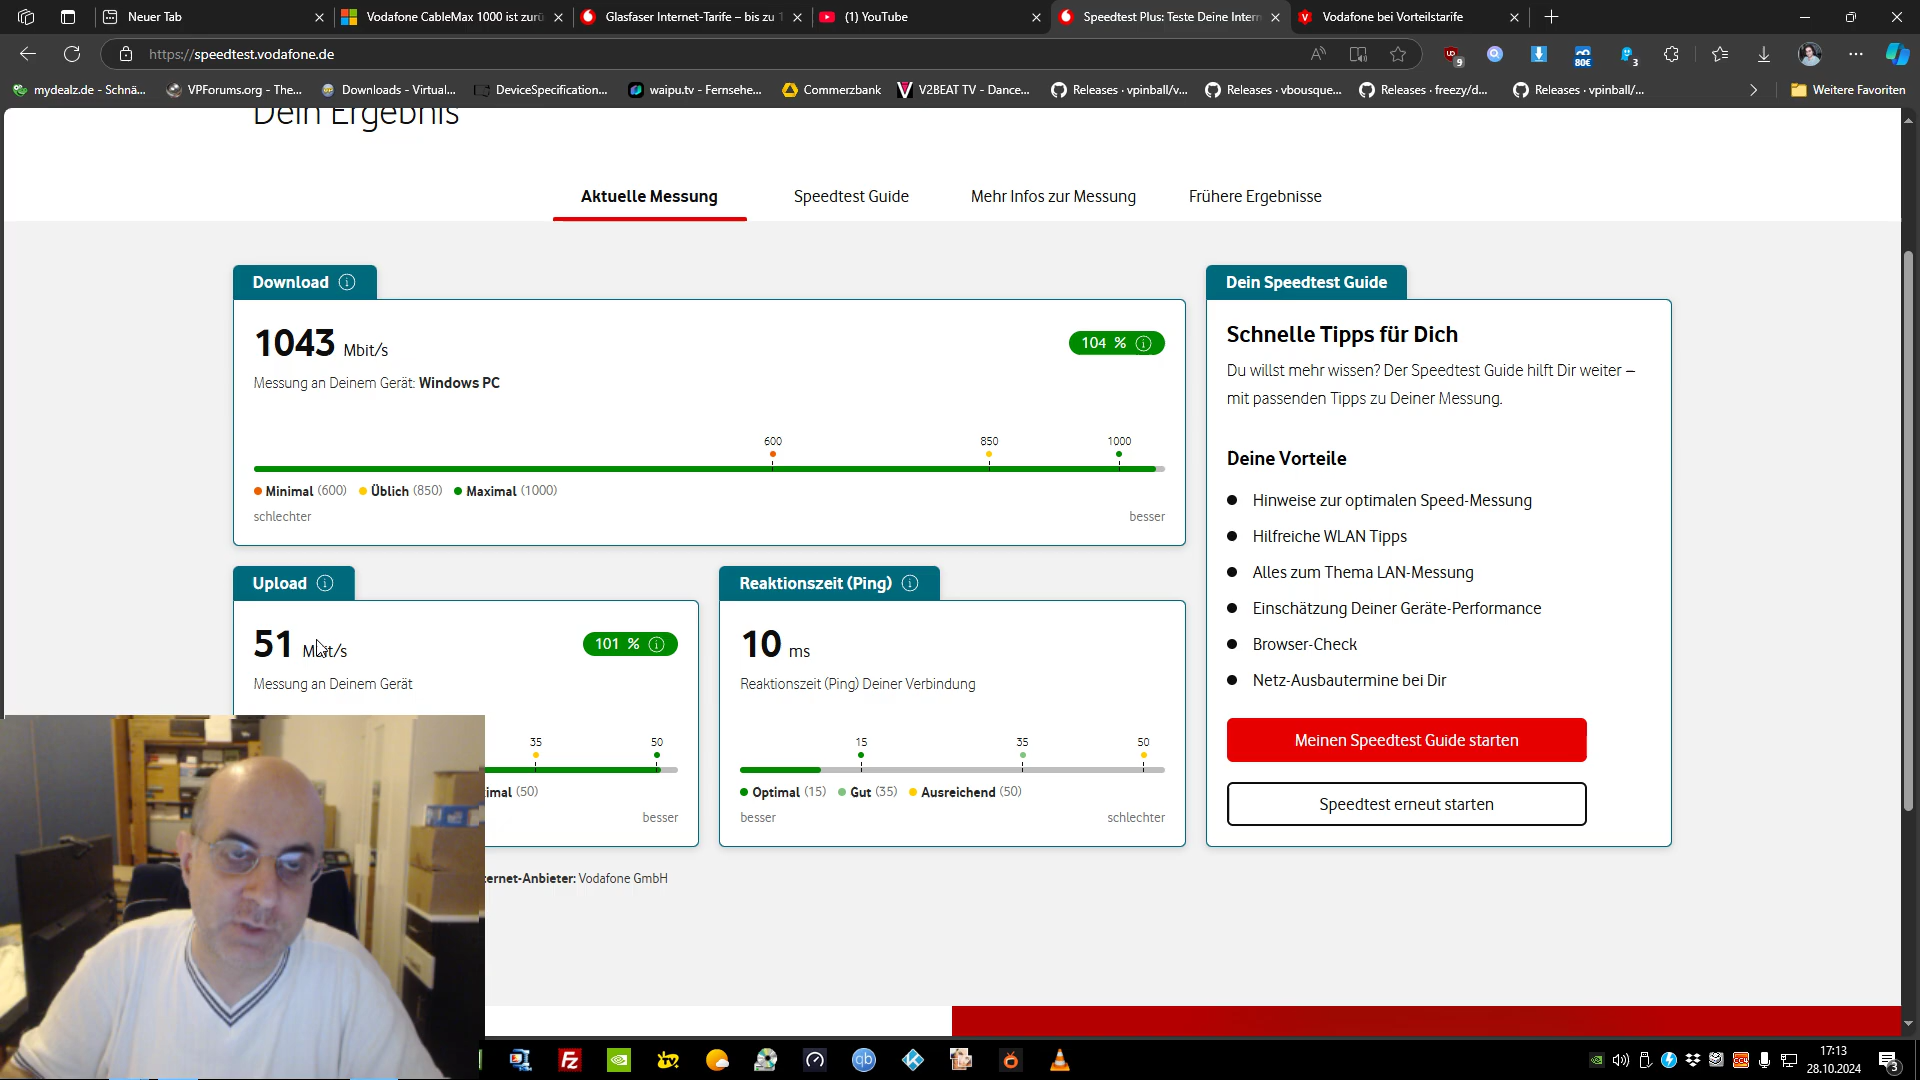 Neuer Tab
Vodafone CableMax 1000 ist zurü
Glasfaser Internet-Tarife – bis zu 1
(1) YouTube
Speedtest Plus: Teste Deine Inter
Vodafone bei Vorteilstarife
https://speedtest.vodafone.de
9
80€
3
mydealz.de - Schnä...
VPForums.org - The...
Downloads - Virtual...
DeviceSpecification...
waipu.tv - Fernsehe...
Commerzbank
V2BEAT TV - Dance...
Releases · vpinball/v...
Releases · vbousque...
Releases · freezy/d...
Releases · vpinball/...
Weitere Favoriten
Dein Ergebnis
Aktuelle Messung
Speedtest Guide
Mehr Infos zur Messung
Frühere Ergebnisse
Download
1043 Mbit/s
104 %
Messung an Deinem Gerät: Windows PC
600
850
1000
Minimal (600)
Üblich (850)
Maximal (1000)
schlechter
besser
Upload
51 Mbit/s
101 %
Messung an Deinem Gerät
35
50
imal (50)
besser
Reaktionszeit (Ping)
10 ms
Reaktionszeit (Ping) Deiner Verbindung
15
35
50
Optimal (15)
Gut (35)
Ausreichend (50)
besser
schlechter
ternet-Anbieter: Vodafone GmbH
Dein Speedtest Guide
Schnelle Tipps für Dich
Du willst mehr wissen? Der Speedtest Guide hilft Dir weiter –
mit passenden Tipps zu Deiner Messung.
Deine Vorteile
Hinweise zur optimalen Speed-Messung
Hilfreiche WLAN Tipps
Alles zum Thema LAN-Messung
Einschätzung Deiner Geräte-Performance
Browser-Check
Netz-Ausbautermine bei Dir
Meinen Speedtest Guide starten
Speedtest erneut starten
17:13
28.10.2024
3